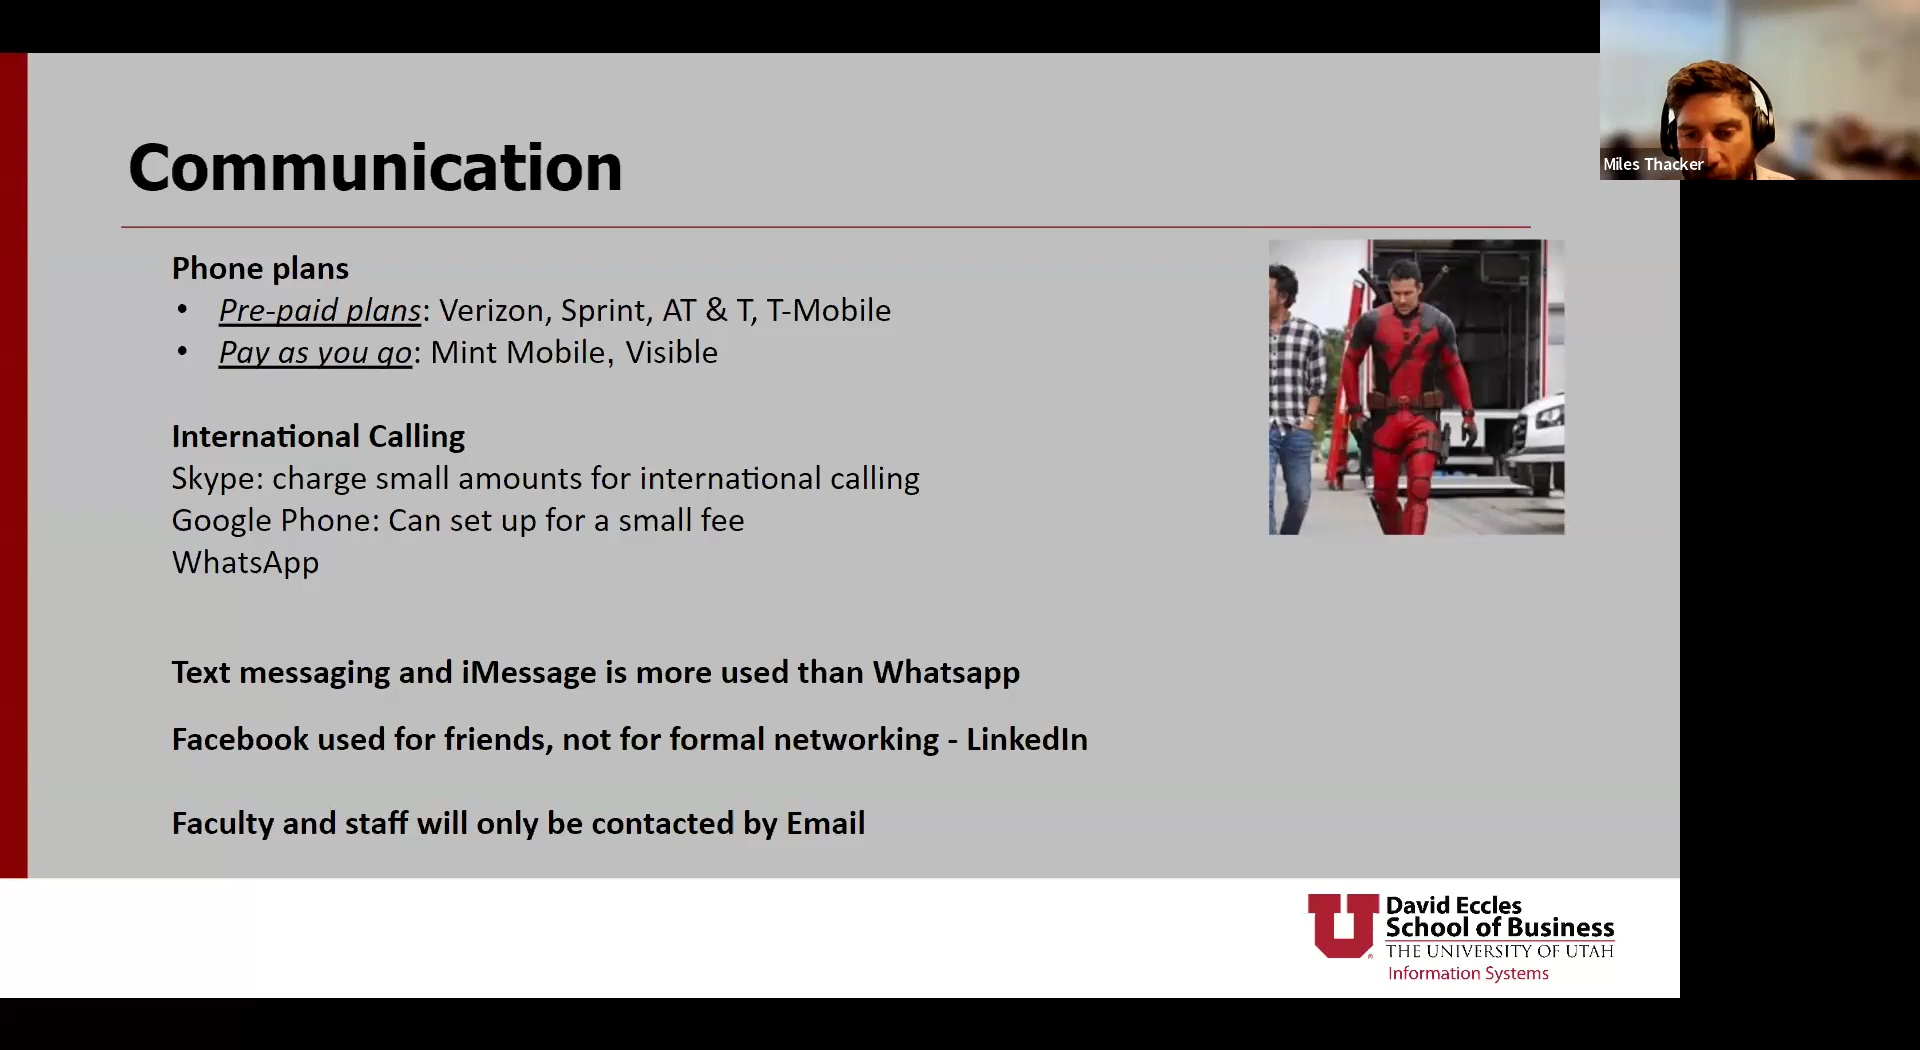 Communication
Phone plans
• Pre-paid plans: Verizon, Sprint, AT & T, T-Mobile
• Pay as you go: Mint Mobile, Visible
International Calling
Skype: charge small amounts for international calling
Google Phone: Can set up for a small fee
WhatsApp
Text messaging and iMessage is more used than Whatsapp
Facebook used for friends, not for formal networking - LinkedIn
Faculty and staff will only be contacted by Email
Miles Thacker
U
David Eccles
School of Business
THE UNIVERSITY OF UTAH
Information Systems